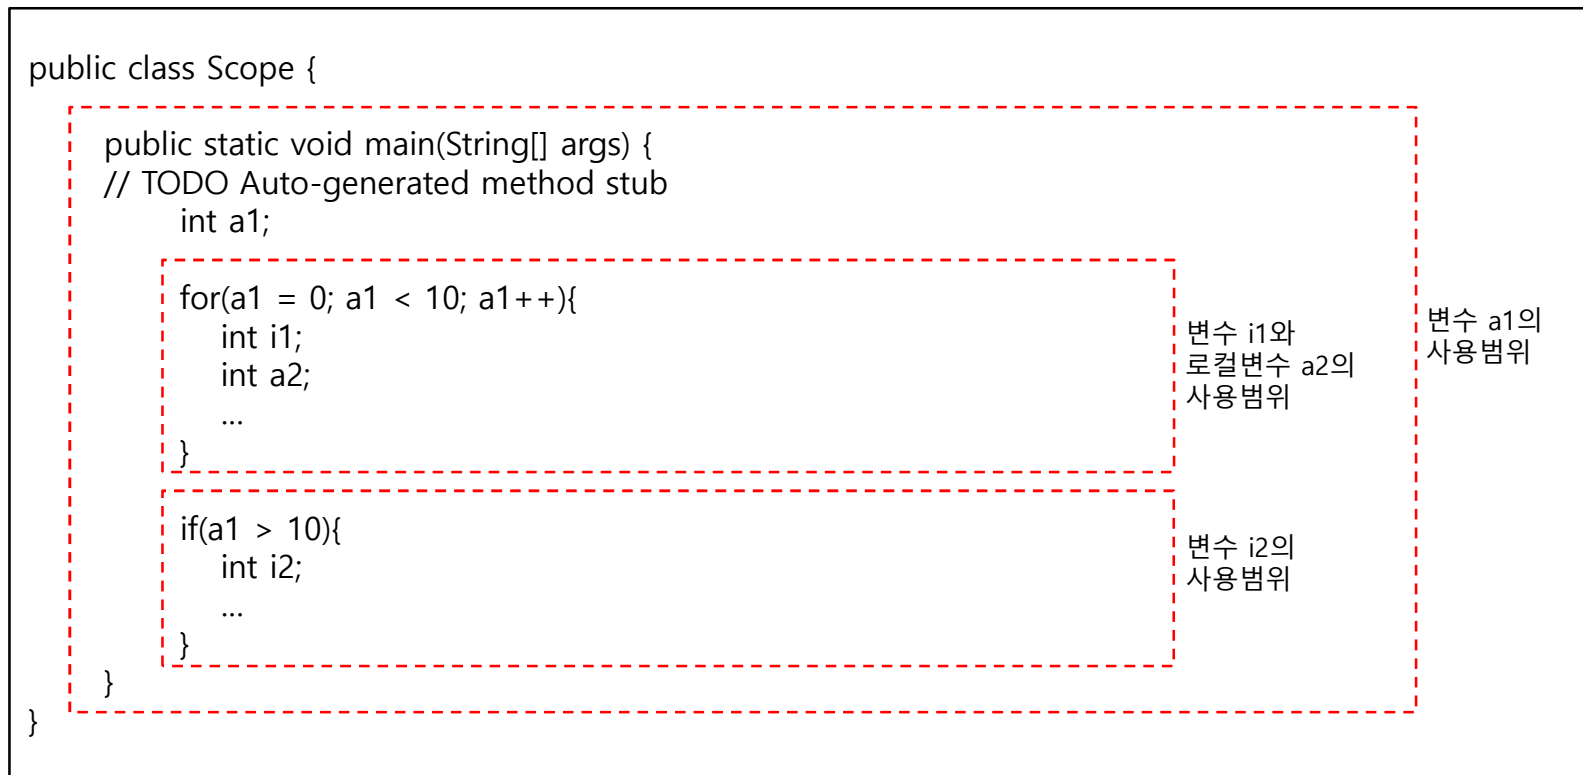 public class Scope {
public static void main(String[] args) {
// TODO Auto-generated method stub
int a1;
for(a1 = 0; a1 < 10; a1++){
int i1;
int a2;
...
}
변수 i1와
로컬변수 a2의
사용범위
변수 a1의
사용범위
if(a1 > 10){
int i2;
...
}
변수 i2의
사용범위
}
}